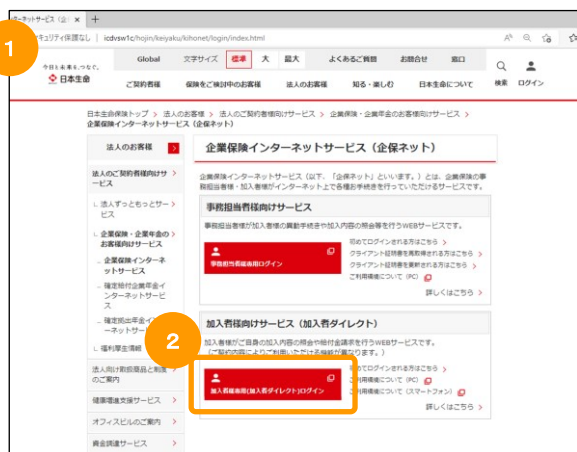 ターネットサービス（企
1
キュリティ保護なし | icdvsw1c/hojin/keiyaku/kihonet/login/index.html
今日と未来を、つなぐ。
日本生命
Global 文字サイズ 標準 大 最大 よくあるご質問 お問合せ 窓口
ご契約者様 保険をご検討中のお客様 法人のお客様 知る・楽しむ 日本生命について 検索 ログイン
日本生命保険トップ > 法人のお客様 > 法人のご契約者様向けサービス > 企業保険・企業年金のお客様向けサービス >
企業保険インターネットサービス（企保ネット）
法人のお客様
法人のご契約者様向けサービス
法人ずっともっとサービス
企業保険・企業年金のお客様向けサービス
企業保険インターネットサービス
確定給付企業年金インターネットサービス
確定拠出年金
ーネットサー
福利厚生情報
法人向け取扱商品と制度のご案内
健康増進支援サービス
オフィスビルのご案内
資金調達サービス
企業保険インターネットサービス（企保ネット）
企業保険インターネットサービス（以下、「企保ネット」といいます。）とは、企業保険の事
務担当者様・加入者様がインターネット上で各種お手続きを行っていただけるサービスです。
事務担当者様向けサービス
事務担当者様が加入者様の異動手続きや加入内容の照会等を行うWEBサービスです。
事務担当者様専用ログイン
初めてログインされる方はこちら
クライアント証明書を再取得される方はこちら
クライアント証明書を更新される方はこちら
ご利用環境について（PC）
詳しくはこちら
加入者様向けサービス（加入者ダイレクト）
2
加入者様がご自身の加入内容の照会や給付金請求を行うWEBサービスです。
（ご契約内容によりご利用いただける機能が異なります。）
加入者様専用(加入者ダイレクト)ログイン
初めてログインされる方はこちら
ご利用環境について（PC）
ご利用環境について（スマートフォン）
詳しくはこちら